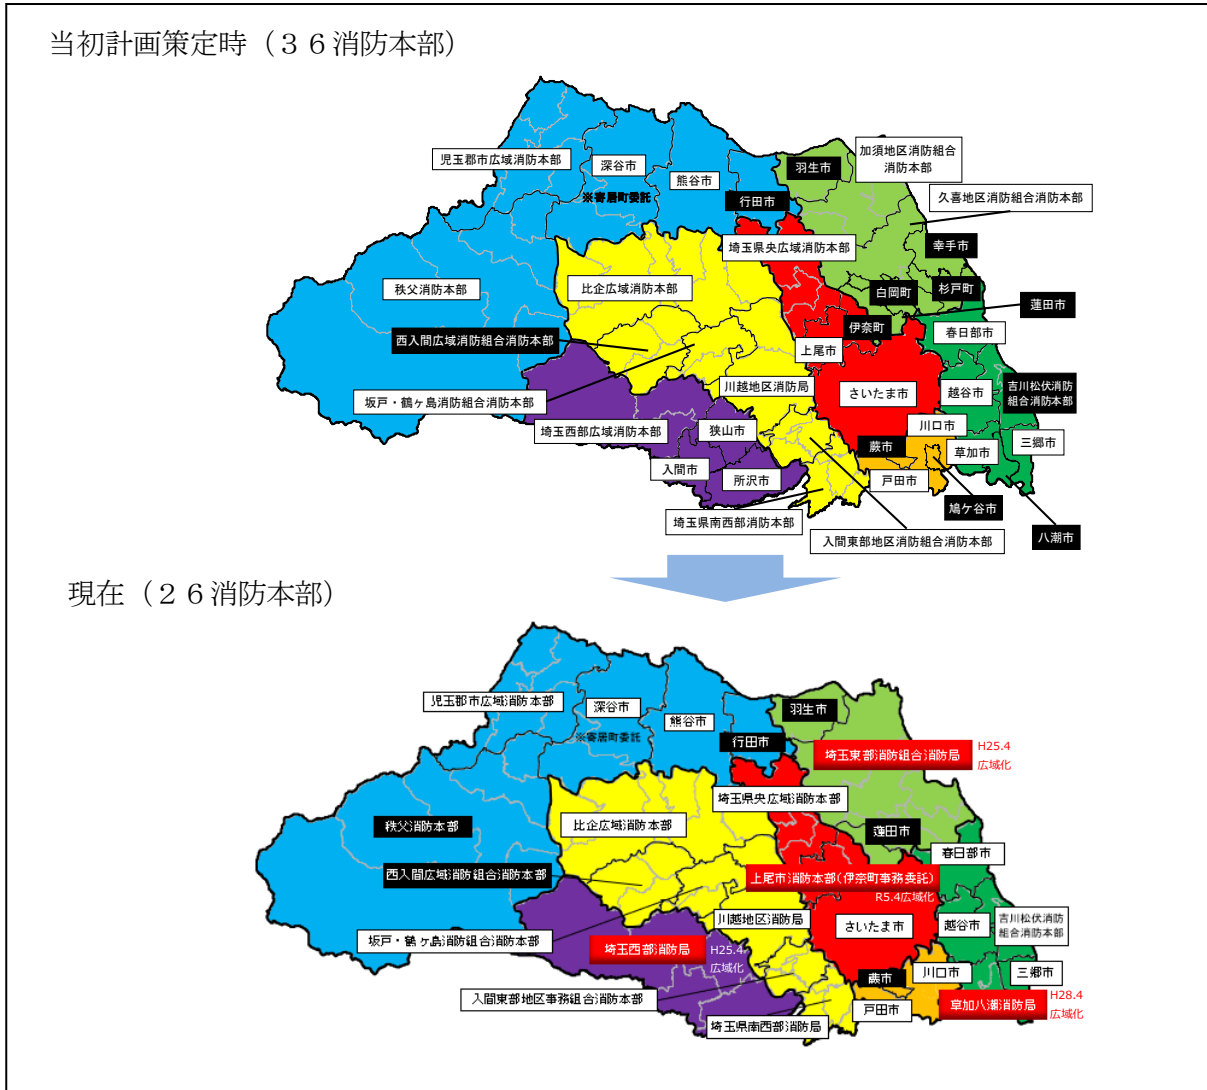 当初計画策定時（３６消防本部）
児玉郡市広域消防本部
深谷市
※寄居町委託
熊谷市
行田市
羽生市
加須地区消防組合
消防本部
久喜地区消防組合消防本部
埼玉県央広域消防本部
幸手市
秩父消防本部
比企広域消防本部
白岡町
杉戸町
蓮田市
伊奈町
春日部市
西入間広域消防組合消防本部
上尾市
川越地区消防局
さいたま市
越谷市
吉川松伏消防
組合消防本部
坂戸・鶴ヶ島消防組合消防本部
埼玉西部広域消防本部
狭山市
川口市
三郷市
蕨市
草加市
入間市
所沢市
戸田市
鳩ケ谷市
埼玉県南西部消防本部
入間東部地区消防組合消防本部
八潮市
現在（２６消防本部）
児玉郡市広域消防本部
深谷市
※寄居町委託
熊谷市
行田市
羽生市
埼玉東部消防組合消防局
H25.4
広域化
埼玉県央広域消防本部
秩父消防本部
比企広域消防本部
蓮田市
春日部市
西入間広域消防組合消防本部
上尾市消防本部(伊奈町事務委託)
R5.4広域化
川越地区消防局
さいたま市
越谷市
吉川松伏消防
組合消防本部
坂戸・鶴ヶ島消防組合消防本部
埼玉西部消防局
H25.4
広域化
蕨市
川口市
三郷市
入間東部地区事務組合消防本部
戸田市
草加八潮消防局
H28.4
広域化
埼玉県南西部消防局